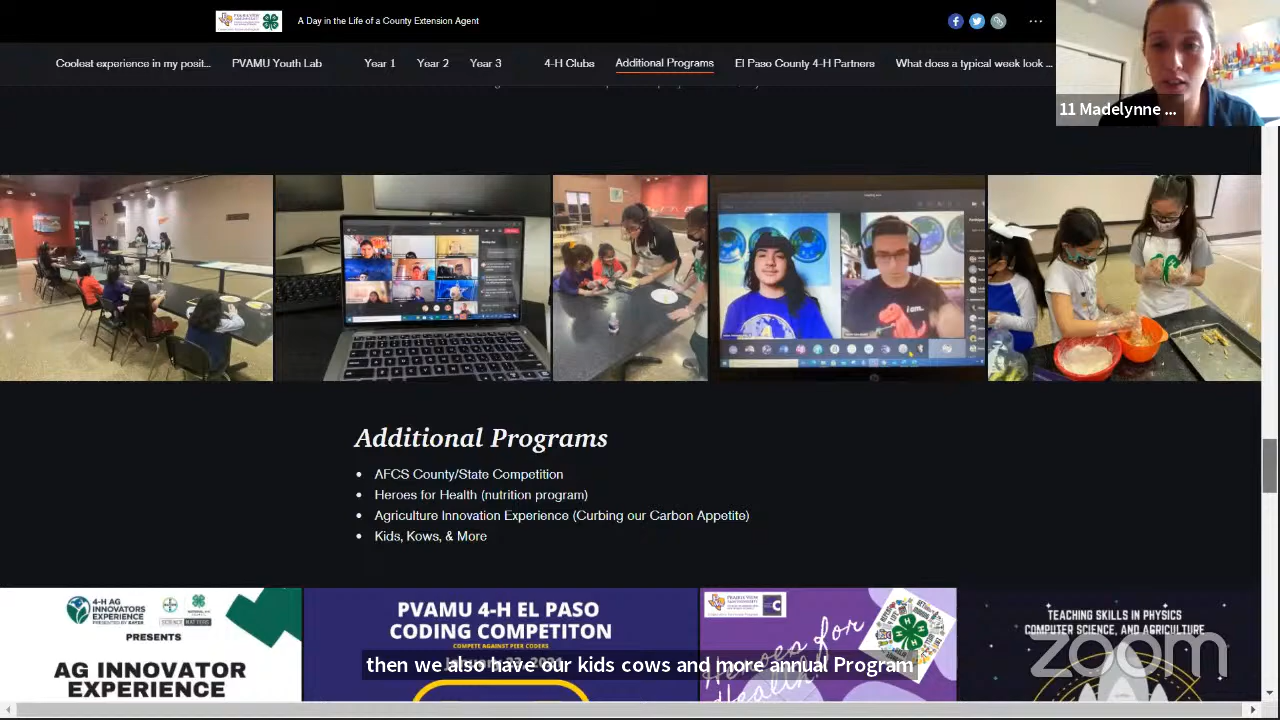 A Day in the Life of a County Extension Agent
Coolest experience in my posit...
PVAMU Youth Lab
Year 1
Year 2
Year 3
4-H Clubs
Additional Programs
El Paso County 4-H Partners
What does a typical week look ...
11 Madelynne ...
Additional Programs
AFCS County/State Competition
Heroes for Health (nutrition program)
Agriculture Innovation Experience (Curbing our Carbon Appetite)
Kids, Kows, & More
4-H AG
INNOVATORS
EXPERIENCE
PRESENTS
AG INNOVATOR
EXPERIENCE
PVAMU 4-H EL PASO
CODING COMPETITON
COMPETE AGAINST PEER CODERS
Heroes for
Health
TEACHING SKILLS IN PHYSICS
COMPUTER SCIENCE, AND AGRICULTURE
then we also have our kids cows and more annual Program
zoom